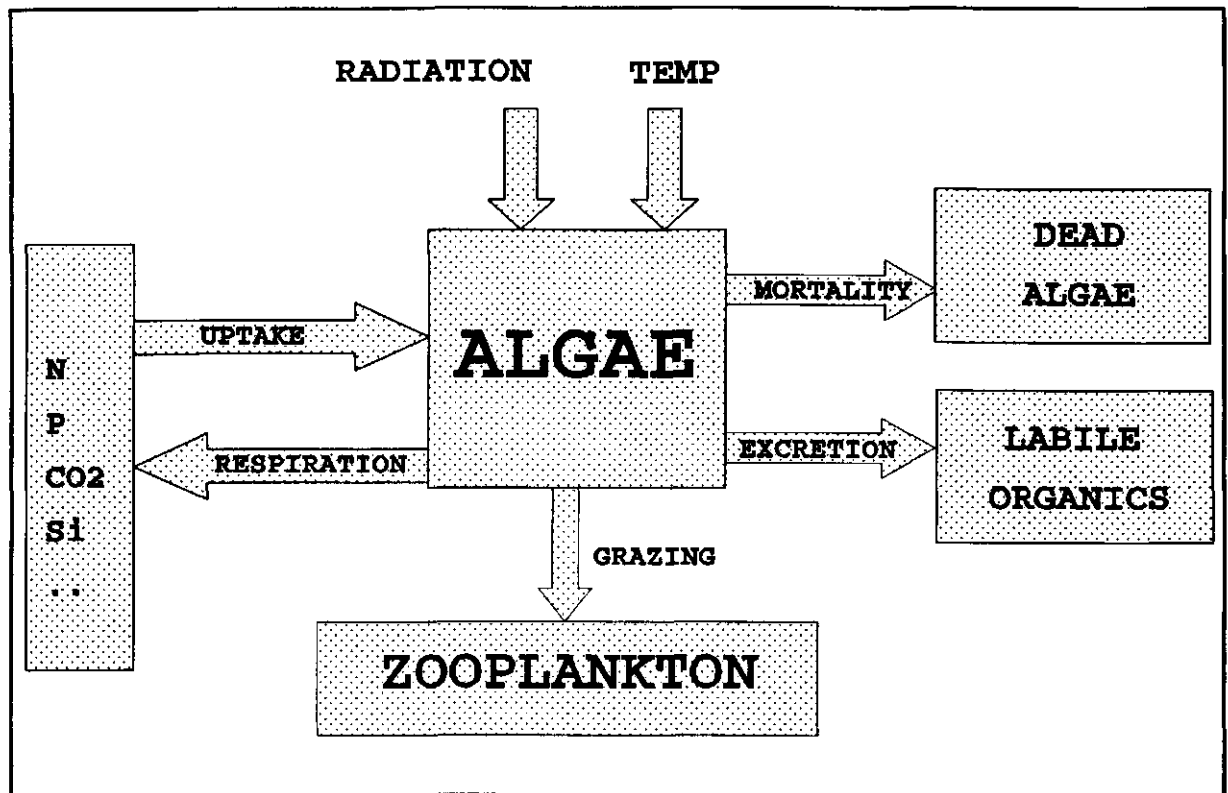 RADIATION TEMP
DEAD
ALGAE
MORTALITY
UPTAKE
ALGAE
N
P
CO2
Si
..
RESPIRATION
EXCRETION
LABILE
ORGANICS
GRAZING
ZOOPLANKTON